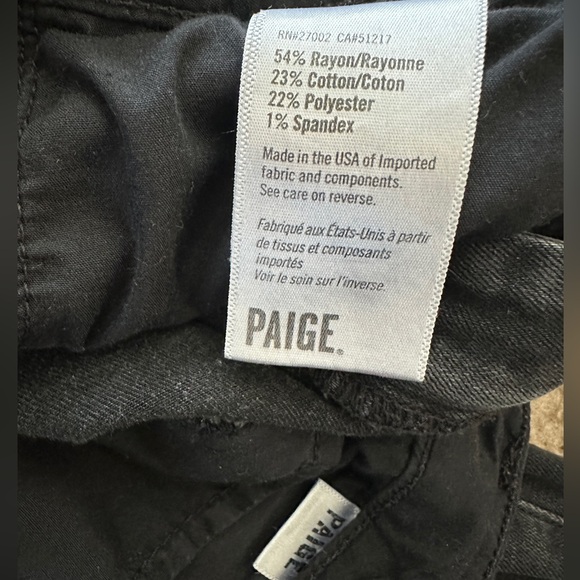 RN#27002 CA#51217
54% Rayon/Rayonne
23% Cotton/Coton
22% Polyester
1% Spandex
Made in the USA of Imported
fabric and components.
See care on reverse.
Fabriqué aux États-Unis à partir
de tissus et composants
importés
Voir le soin sur l'inverse.
PAIGE®
PAIGE